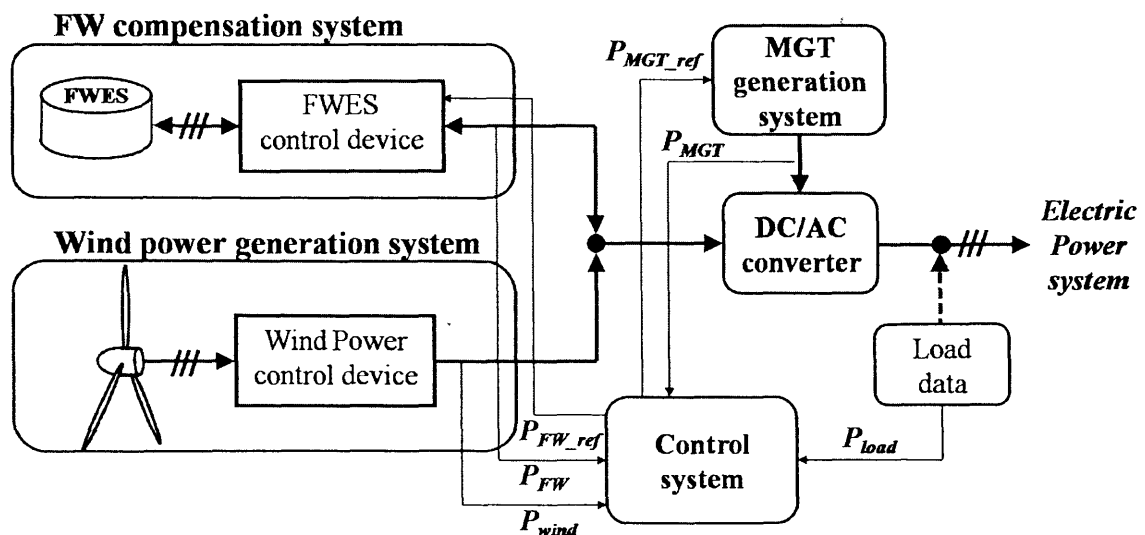 FW compensation system
FWES
FWES
control device
Wind power generation system
Wind Power
control device
P_MGT_ref
MGT
generation
system
P_MGT
DC/AC
converter
Electric
Power
system
Load
data
P_FW_ref
P_FW
P_wind
Control
system
P_load